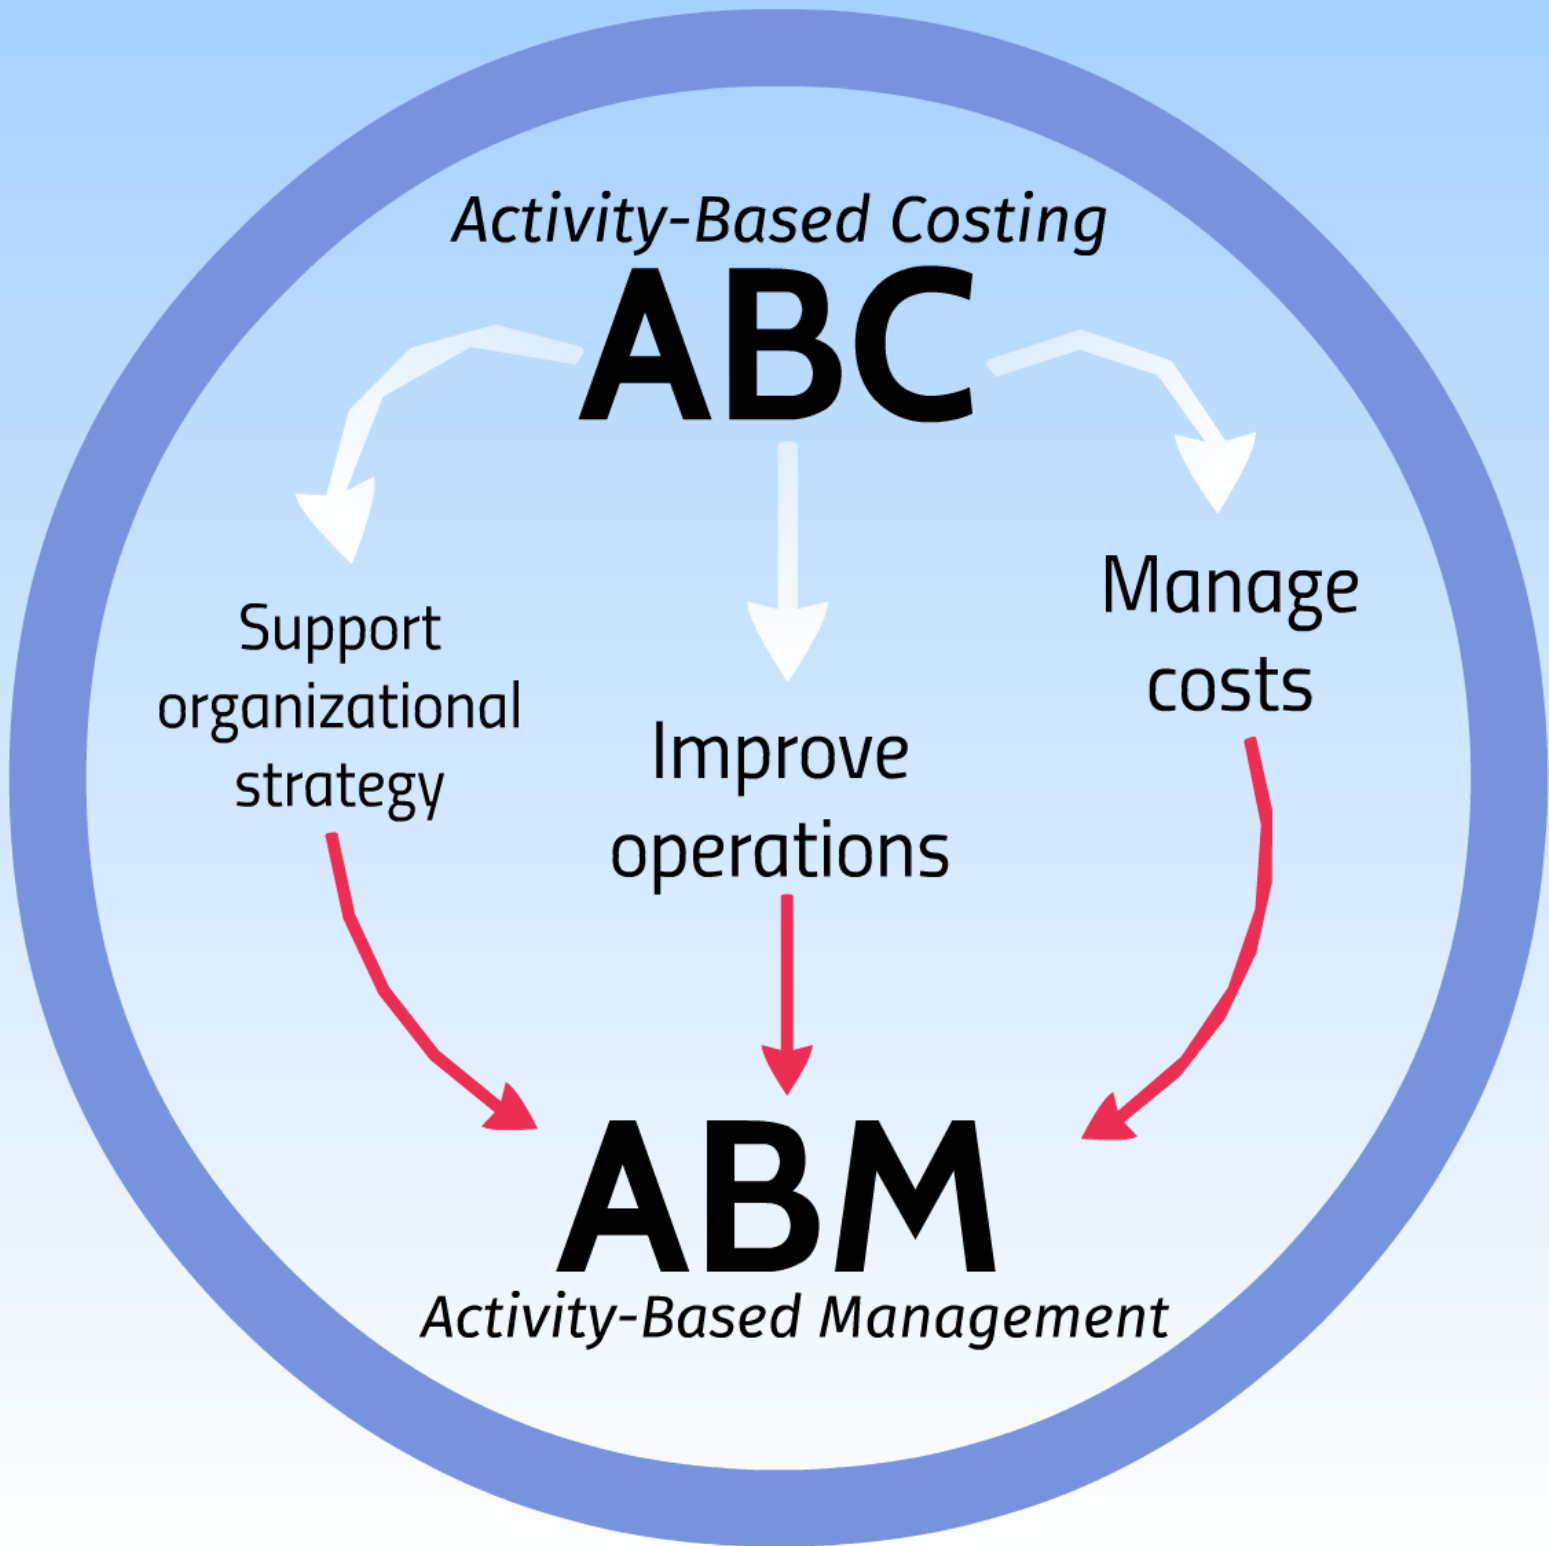 Activity-Based Costing
ABC
Support
organizational
strategy
Improve
operations
Manage
costs
ABM
Activity-Based Management